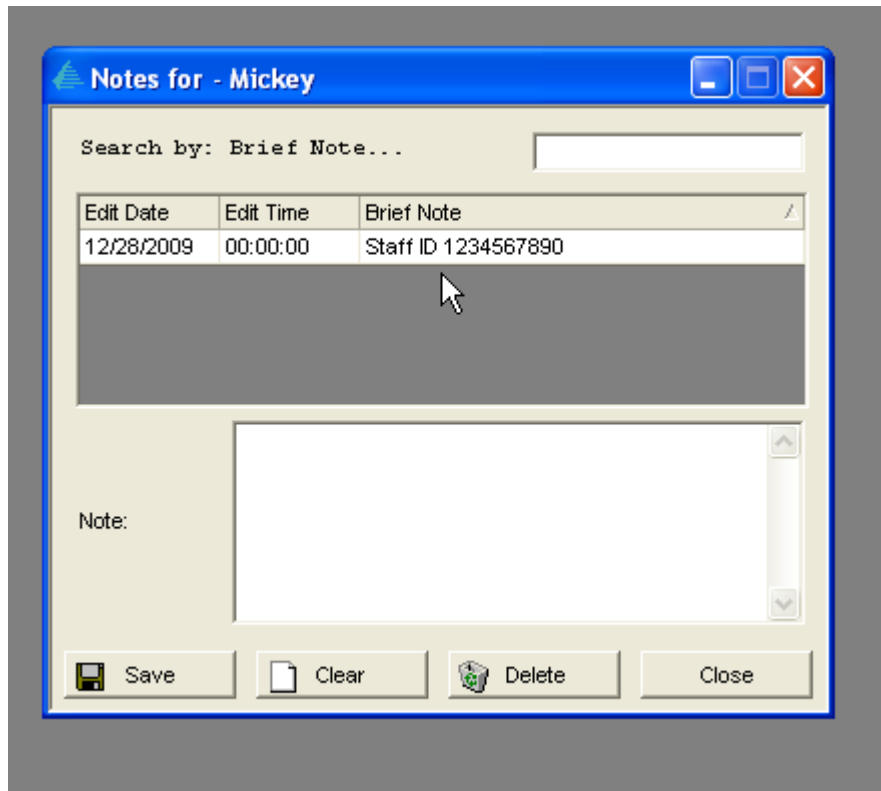 Notes for - Mickey
Search by: Brief Note...
Edit Date Edit Time Brief Note
12/28/2009 00:00:00 Staff ID 1234567890
Note:
Save Clear Delete Close